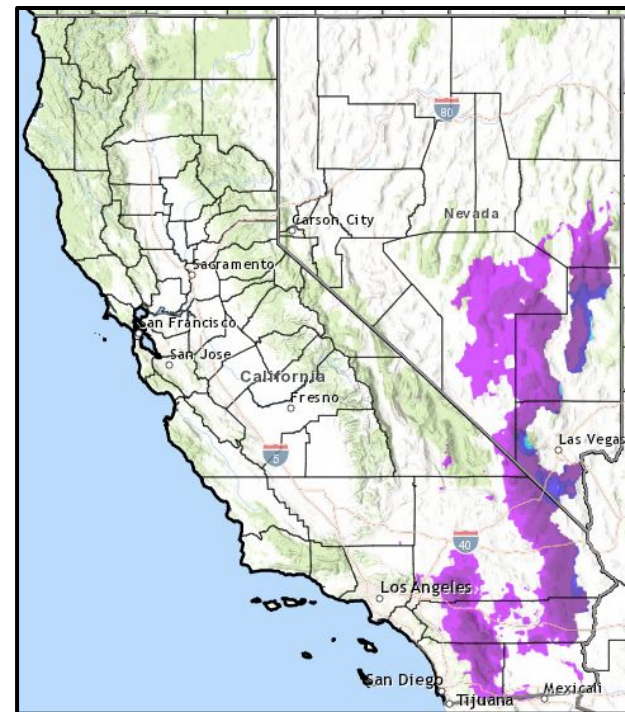 80
Nevada
Carson City
Sacramento
San Francisco
San Jose
California
Fresno
5
Las Vegas
40
Los Angeles
San Diego
Tijuana
Mexicali